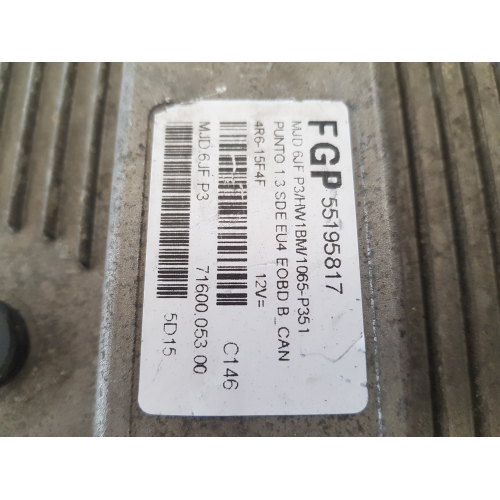 FGP 55195817
MJD 6JF P3/HW1BM/1065-P351
PUNTO 1.3 SDE EU4 EOBD B_CAN
4R6-15F4F 12V=
C146
MJD 6JF P3 71600.053.00
5D15